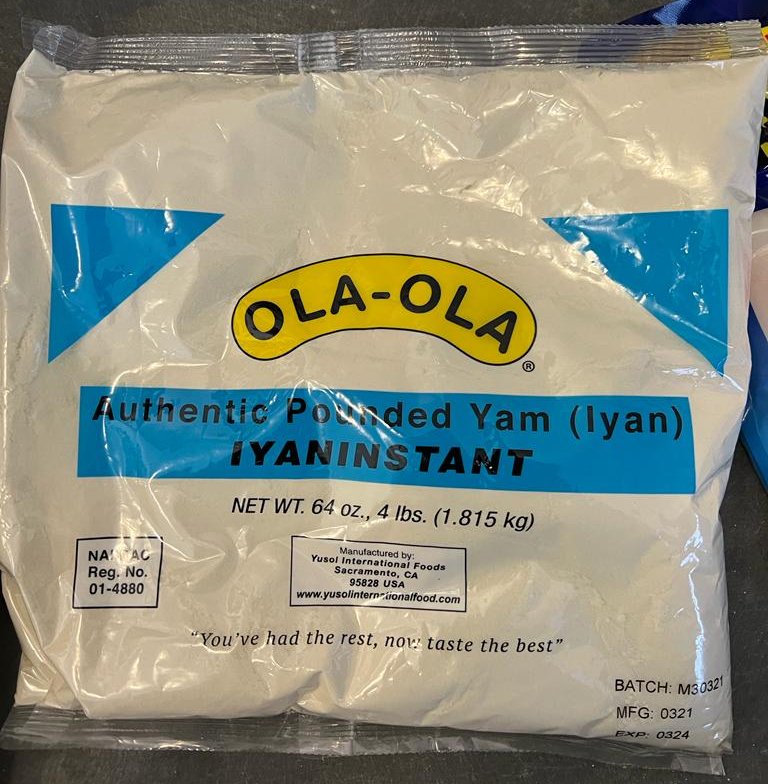 OLA-OLA
®
Authentic Pounded Yam (Iyan)
IYANINSTANT
NET WT. 64 oz., 4 lbs. (1.815 kg)
NAFDAC
Reg. No.
01-4880
Manufactured by:
Yusol International Foods
Sacramento, CA
95828 USA
www.yusolinternationalfood.com
"You've had the rest, now taste the best"
BATCH: M30321
MFG: 0321
EXP: 0324